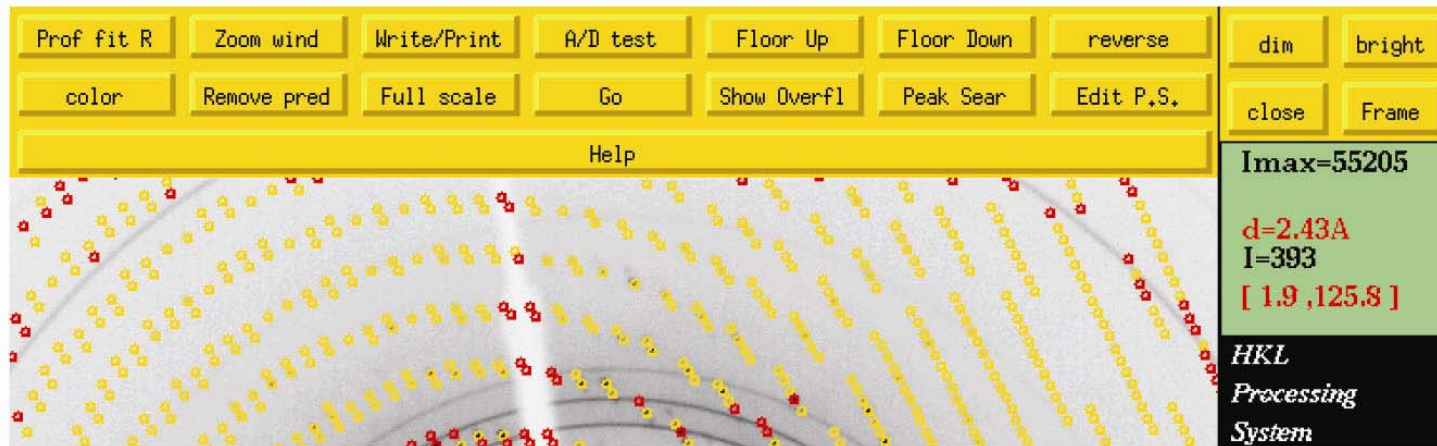 Prof fit R Zoom wind Write/Print A/D test Floor Up Floor Down reverse dim bright
color Remove pred Full scale Go Show Overfl Peak Sear Edit P.S. close Frame
Help
Imax=55205
d=2.43A
I=393
[ 1.9 ,125.8 ]
HKL
Processing
System